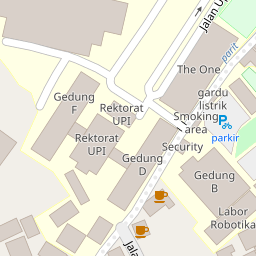 Jalan U
parit
The One
Gedung
F
Rektorat
UPI
gardu
listrik
Smoking
area
parkir
Rektorat
UPI
Security
Gedung
D
Gedung
B
Labor
Robotika
Jala